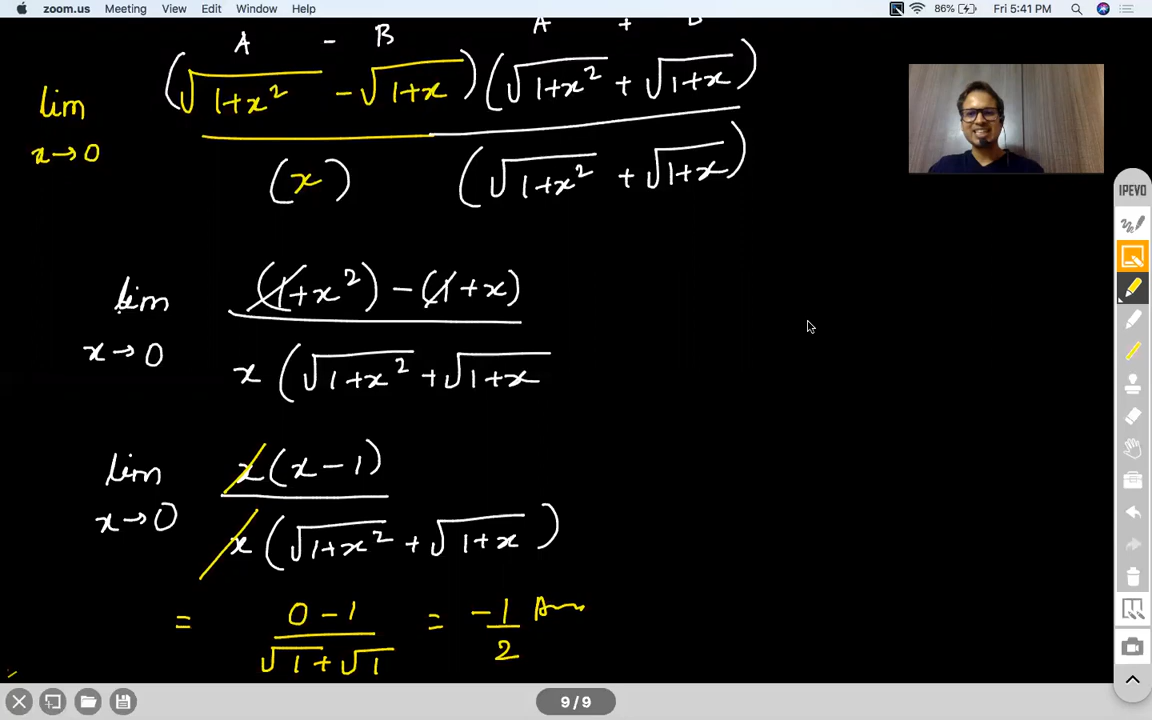 zoom.us Meeting View Edit Window Help 86% Fri 5:41 PM
A - B A +
lim x→0 (√1+x² - √1+x)(√1+x² + √1+x)
(x) (√1+x² + √1+x)
IPEVO
lim x→0 (1+x²) - (1+x)
x(√1+x² + √1+x
lim x→0 x(x-1)
x(√1+x² + √1+x)
= 0-1 = -1 Ans
√1+√1 2
9/9